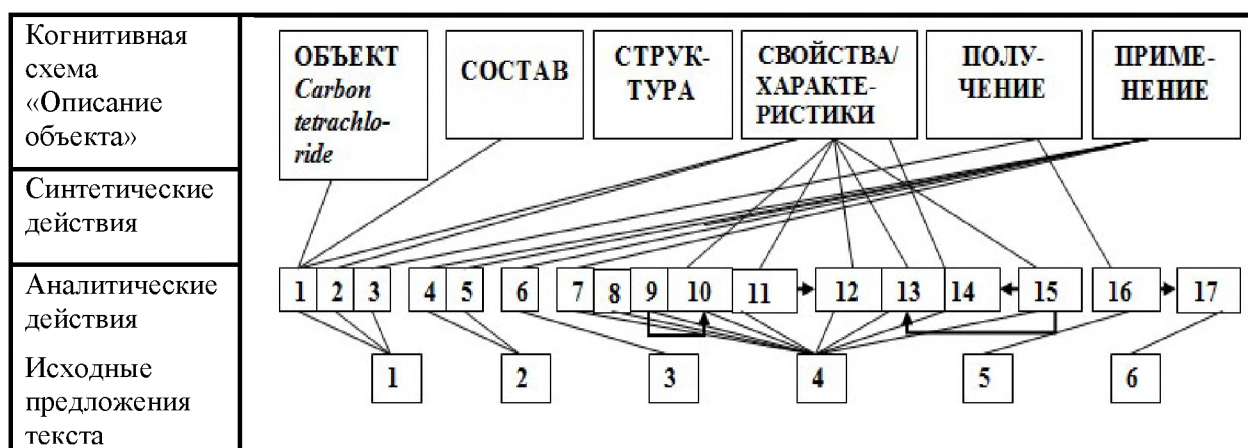 Когнитивная
схема
«Описание
объекта»
ОБЪЕКТ
Carbon
tetrachlo-
ride
СОСТАВ
СТРУК-
ТУРА
СВОЙСТВА/
ХАРАКТЕ-
РИСТИКИ
ПОЛУ-
ЧЕНИЕ
ПРИМЕ-
НЕНИЕ
Синтетические
действия
Аналитические
действия
1 2 3 4 5 6 7 8 9 10 11 12 13 14 15 16 17
Исходные
предложения
текста
1 2 3 4 5 6